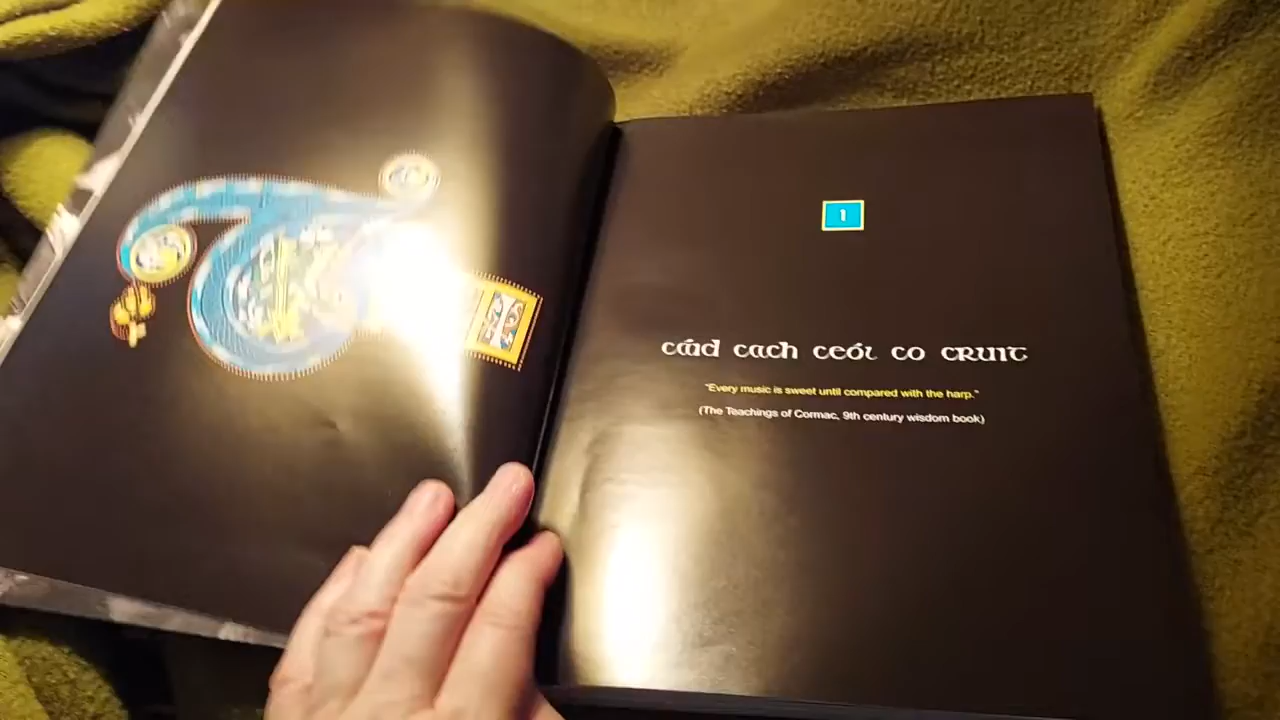 1
cáid cach ceól co cruit
"Every music is sweet until compared with the harp."
(The Teachings of Cormac, 9th century wisdom book)